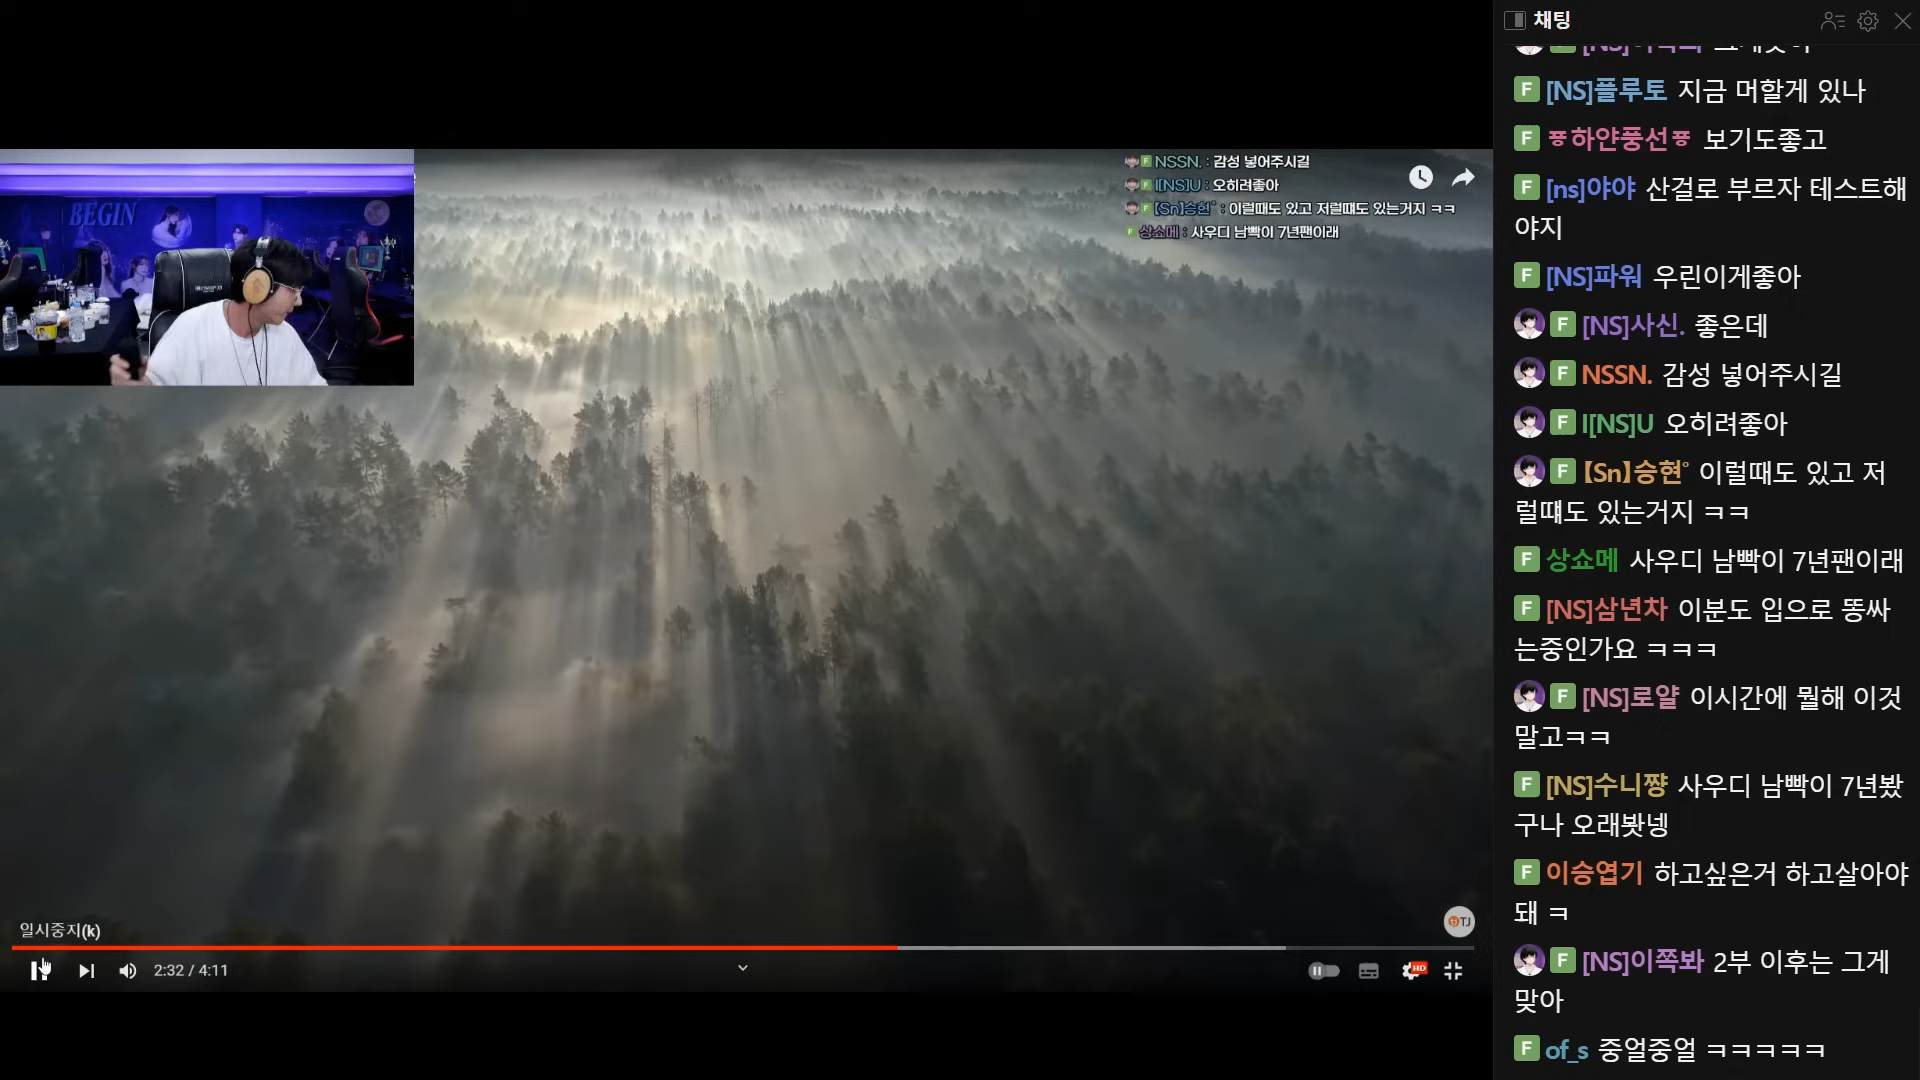 채팅
[NS]플루토 지금 머할게 있나
ㅸ하얀풍선ㅸ 보기도좋고
[ns]야야 산걸로 부르자 테스트해
야지
[NS]파워 우린이게좋아
[NS]사신. 좋은데
NSSN. 감성 넣어주시길
I[NS]U 오히려좋아
【Sn】승현˚ 이럴때도 있고 저
럴떄도 있는거지 ㅋㅋ
상쇼메 사우디 남빡이 7년팬이래
[NS]삼년차 이분도 입으로 똥싸
는중인가요 ㅋㅋㅋ
[NS]로얄 이시간에 뭘해 이것
말고ㅋㅋ
[NS]수니쨩 사우디 남빡이 7년봤
구나 오래봣넹
이승엽기 하고싶은거 하고살아야
돼 ㅋ
[NS]이쪽봐 2부 이후는 그게
맞아
of_s 중얼중얼 ㅋㅋㅋㅋㅋ
NSSN. : 감성 넣어주시길
I[NS]U : 오히려좋아
【Sn】승현˚ : 이럴때도 있고 저럴떄도 있는거지 ㅋㅋ
상쇼메 : 사우디 남빡이 7년팬이래
BEGIN
일시중지(k)
TJ
2:32 / 4:11
HD